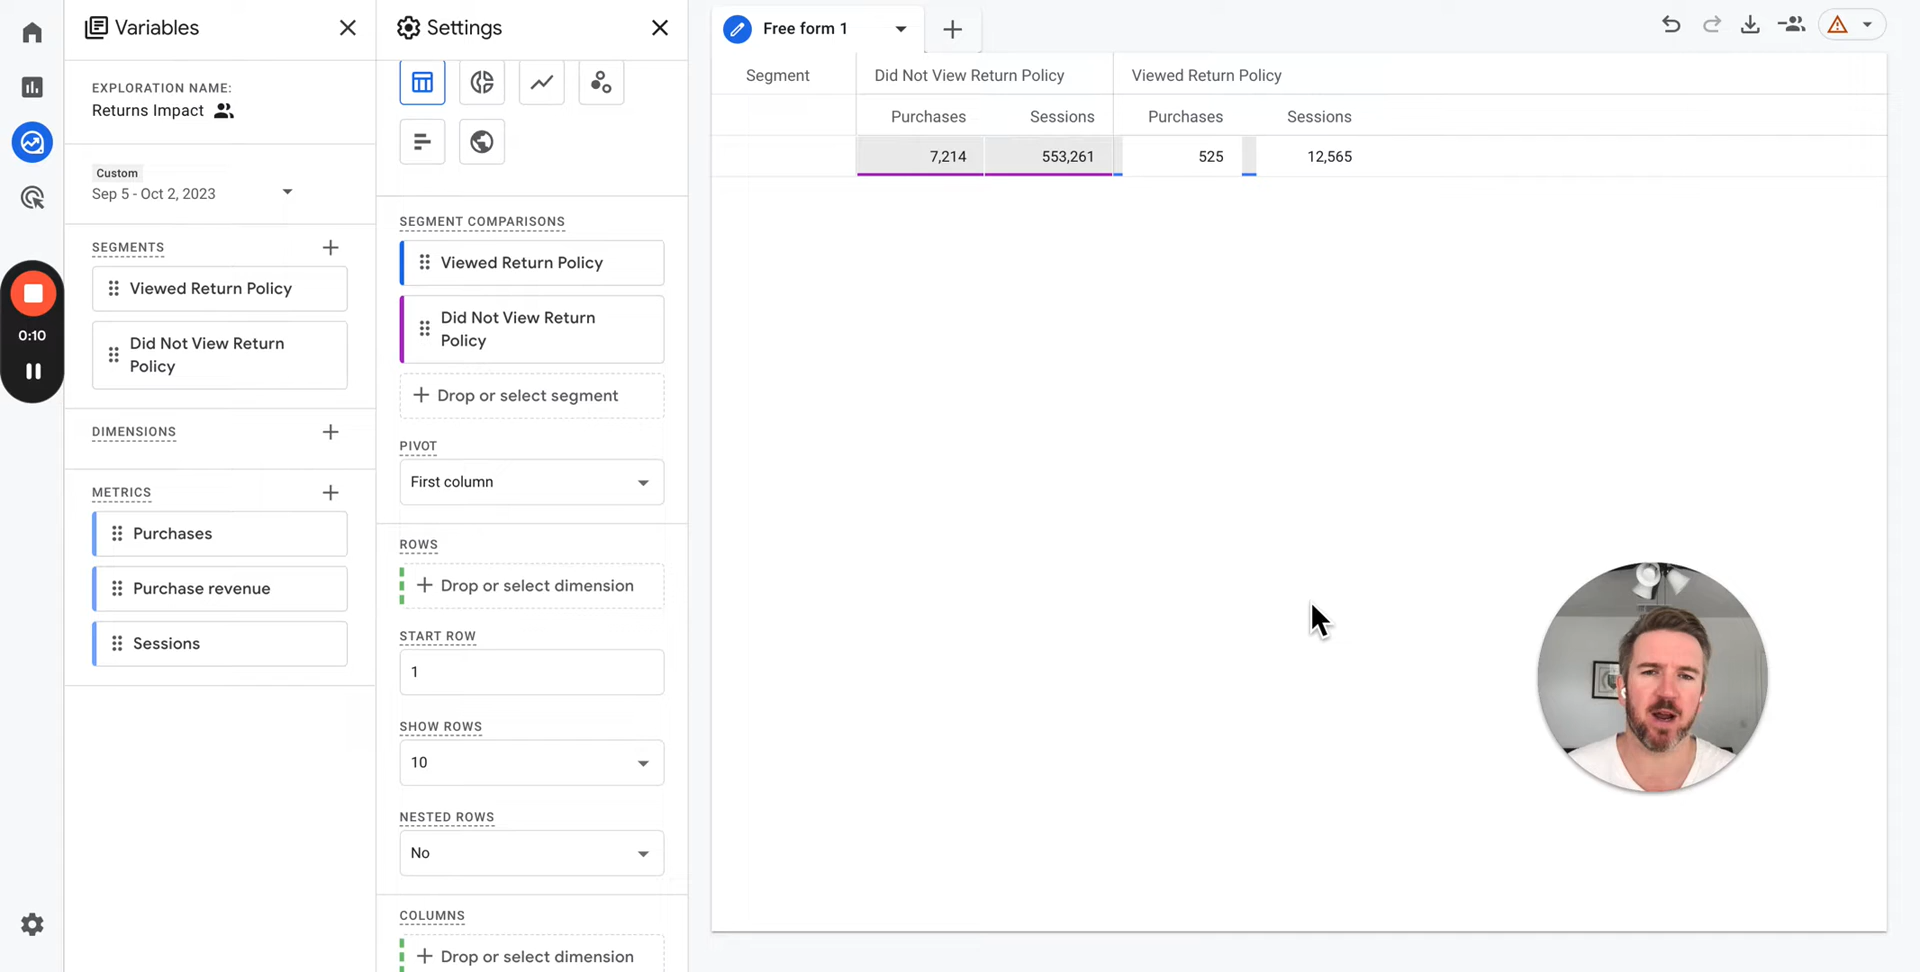 Variables
EXPLORATION NAME:
Returns Impact
Custom
Sep 5 - Oct 2, 2023
SEGMENTS
Viewed Return Policy
Did Not View Return
Policy
DIMENSIONS
METRICS
Purchases
Purchase revenue
Sessions
0:10
Settings
SEGMENT COMPARISONS
Viewed Return Policy
Did Not View Return
Policy
Drop or select segment
PIVOT
First column
ROWS
Drop or select dimension
START ROW
1
SHOW ROWS
10
NESTED ROWS
No
COLUMNS
Drop or select dimension
Free form 1
Segment Did Not View Return Policy Viewed Return Policy
Purchases Sessions Purchases Sessions
7,214 553,261 525 12,565